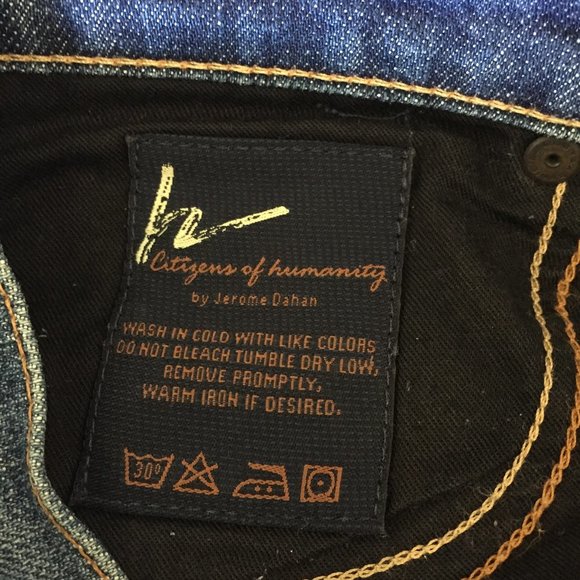 Citizens of humanity
by Jerome Dahan
WASH IN COLD WITH LIKE COLORS
DO NOT BLEACH TUMBLE DRY LOW,
REMOVE PROMPTLY,
WARM IRON IF DESIRED.
30°